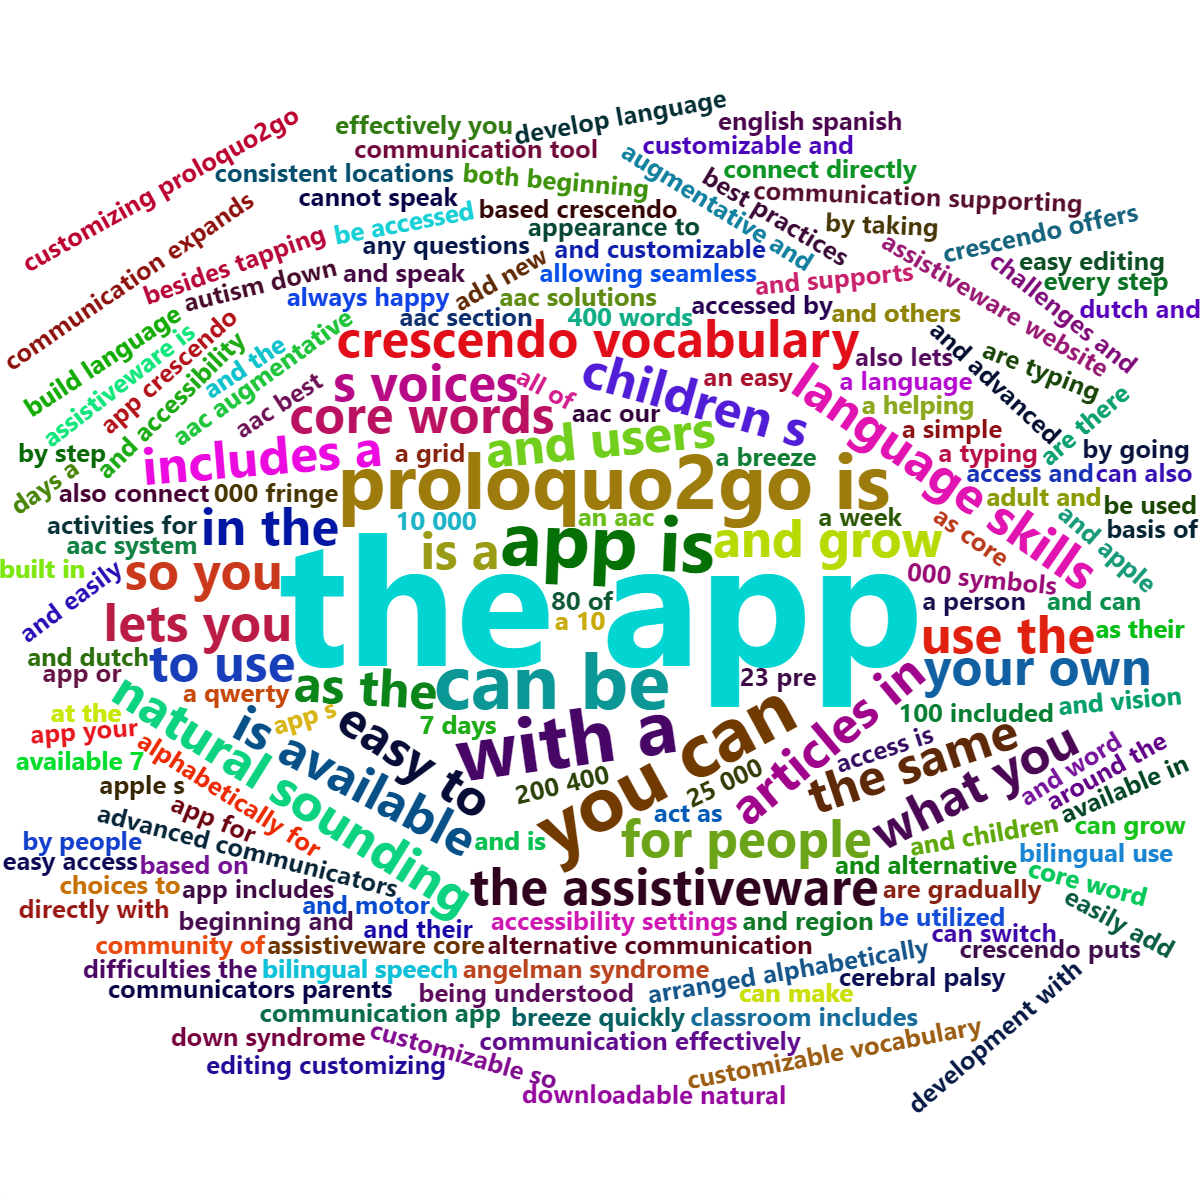 customizing proloquo2go
effectively you
develop language
english spanish
communication tool
customizable and
consistent locations
both beginning
augmentative and
connect directly
cannot speak
best practices
communication supporting
communication expands
be accessed
based crescendo
appearance to
by taking
crescendo offers
besides tapping
any questions
and customizable
assistiveware website
challenges and
easy editing
autism down
and speak
add new
allowing seamless
and supports
every step
always happy
aac solutions
accessed by
and others
dutch and
build language
assistiveware is
app crescendo
and the
aac section
400 words
and advanced
are typing
and accessibility
aac augmentative
crescendo vocabulary
also lets
s voices
all of
children s
an easy
language skills
a language
are there
aac best
core words
aac our
a helping
a simple
by step
days a
includes a
a grid
and users
a breeze
a typing
by going
also connect
000 fringe
proloquo2go is
access and
can also
adult and
be used
activities for
in the
10 000
an aac
a week
as core
and apple
basis of
aac system
is a
app is
and grow
built in
and easily
so you
the app
000 symbols
80 of
a person
and can
lets you
a 10
use the
as their
and dutch
app or
to use
a qwerty
as the
can be
23 pre
articles in
your own
natural sounding
at the
app your
app s
7 days
easy to
is available
with a
you can
100 included
and vision
available 7
alphabetically for
access is
the same
what you
and word
around the
available in
apple s
app for
200 400
25 000
act as
advanced communicators
by people
and is
for people
and children
can grow
easy access
based on
and alternative
bilingual use
core word
choices to
app includes
the assistiveware
are gradually
directly with
and motor
beginning and
and their
accessibility settings
and region
be utilized
easily add
can switch
community of
assistiveware core
alternative communication
arranged alphabetically
crescendo puts
difficulties the
bilingual speech
angelman syndrome
cerebral palsy
communicators parents
being understood
can make
development with
communication app
breeze quickly
classroom includes
down syndrome
customizable so
communication effectively
customizable vocabulary
editing customizing
downloadable natural